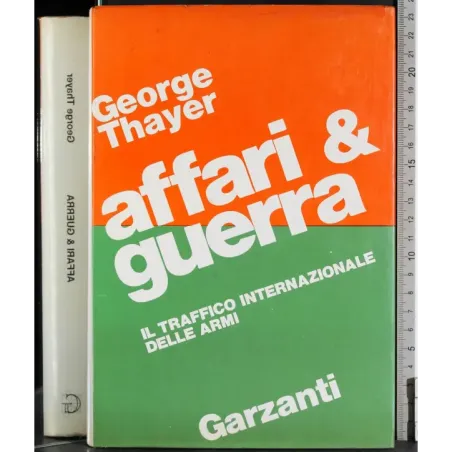 George
Thayer
affari &
guerra
IL TRAFFICO INTERNAZIONALE
DELLE ARMI
Garzanti
George Thayer
AFFARI & GUERRA